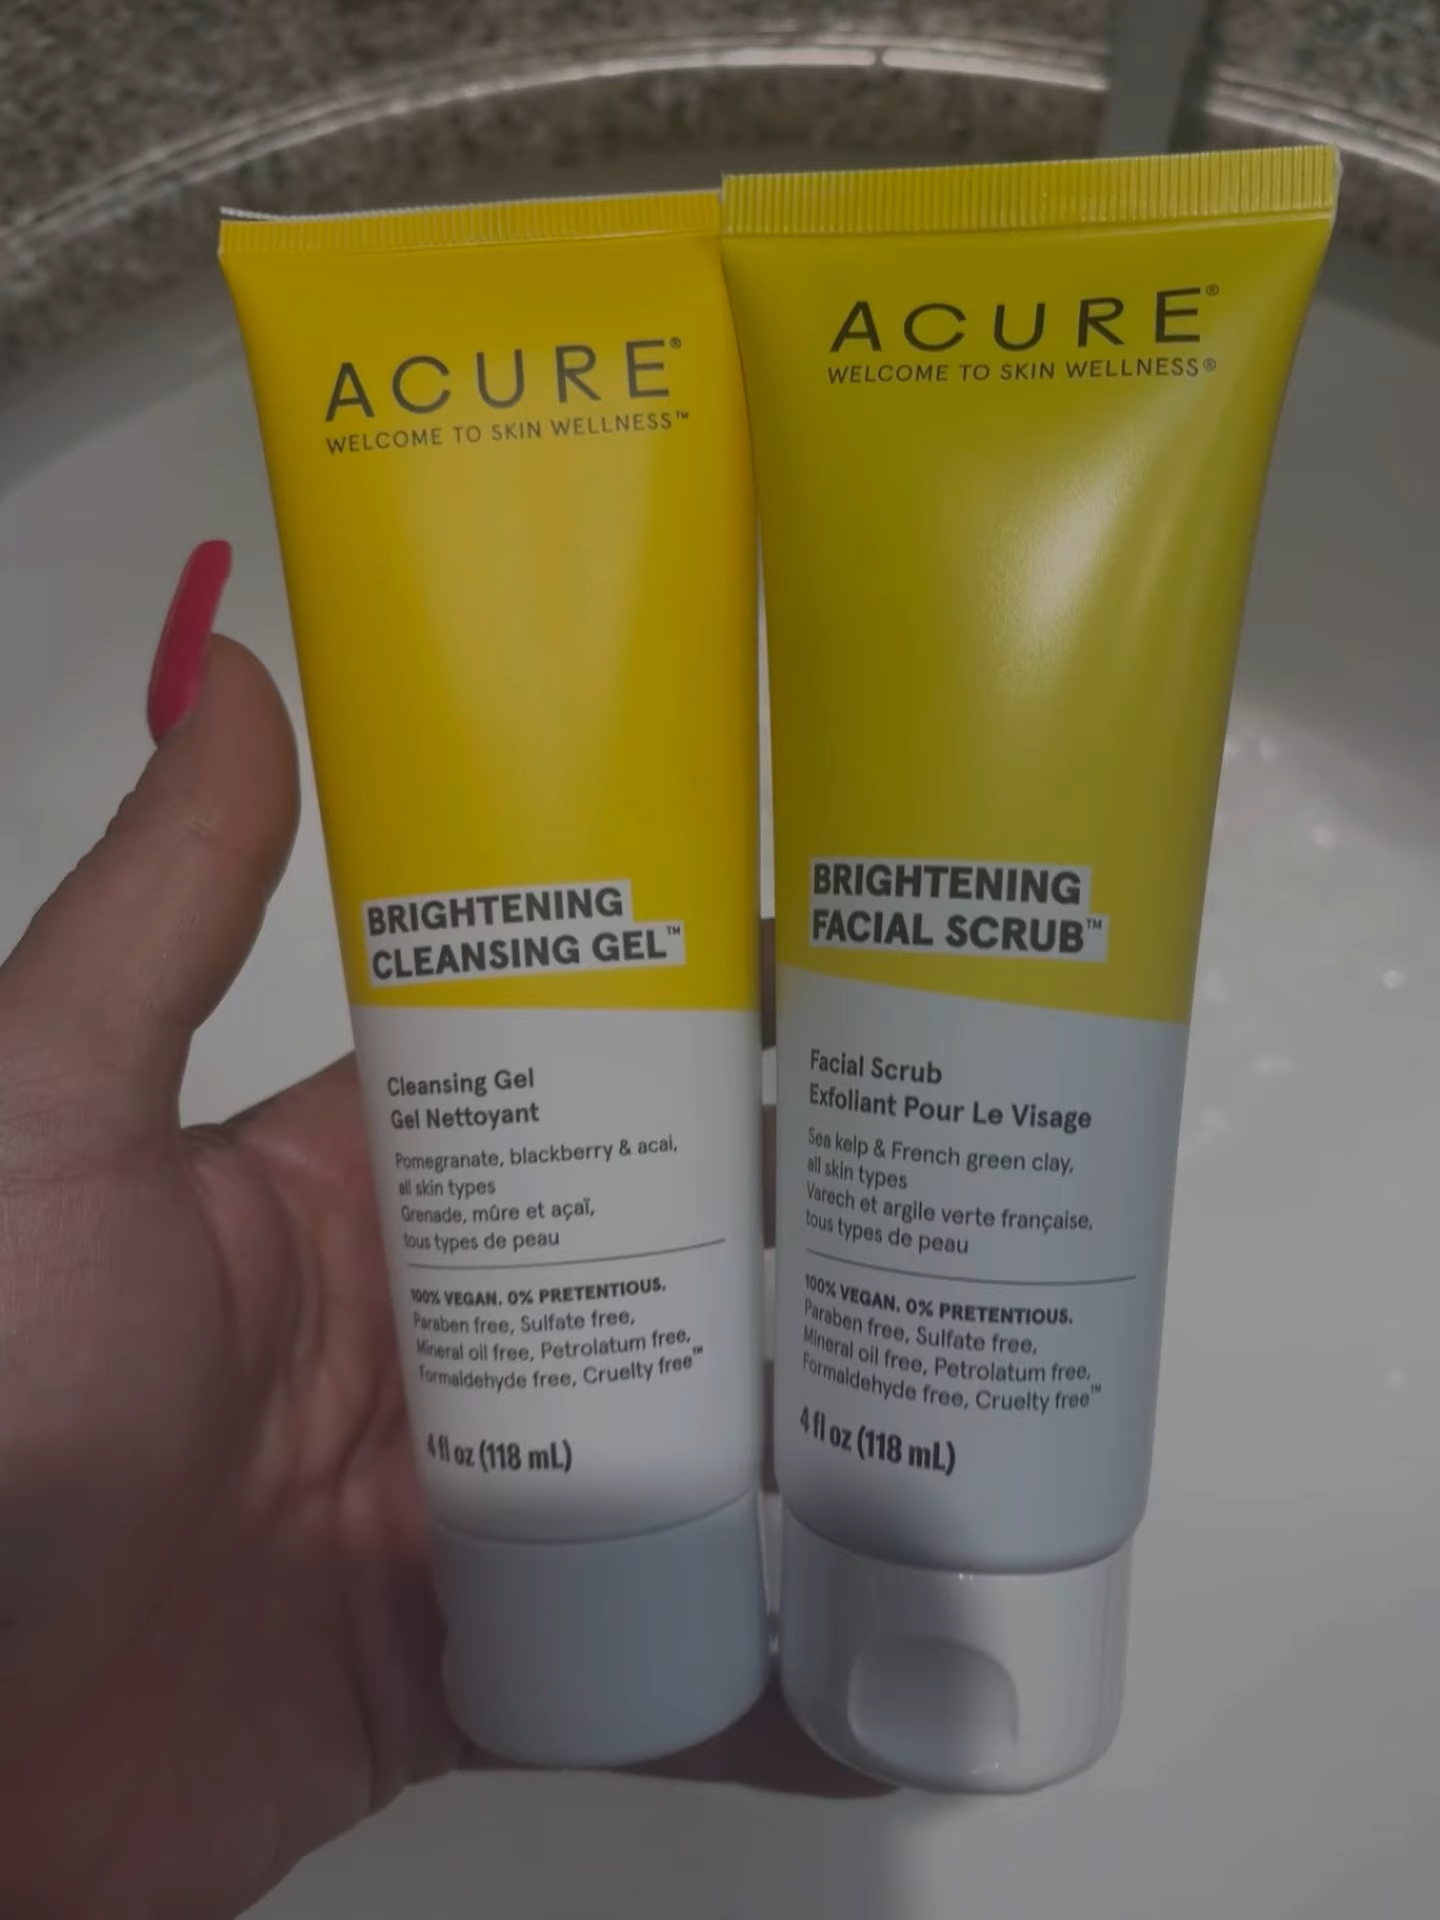 ACURE®
WELCOME TO SKIN WELLNESS™
BRIGHTENING
CLEANSING GEL™
Cleansing Gel
Gel Nettoyant
Pomegranate, blackberry & acai,
all skin types
Grenade, mûre et açaï,
tous types de peau
100% VEGAN. 0% PRETENTIOUS.
Paraben free, Sulfate free,
Mineral oil free, Petrolatum free,
Formaldehyde free, Cruelty free™
4 fl oz (118 mL)
ACURE®
WELCOME TO SKIN WELLNESS®
BRIGHTENING
FACIAL SCRUB™
Facial Scrub
Exfoliant Pour Le Visage
Sea kelp & French green clay,
all skin types
Varech et argile verte française,
tous types de peau
100% VEGAN. 0% PRETENTIOUS.
Paraben free, Sulfate free,
Mineral oil free, Petrolatum free,
Formaldehyde free, Cruelty free™
4 fl oz (118 mL)